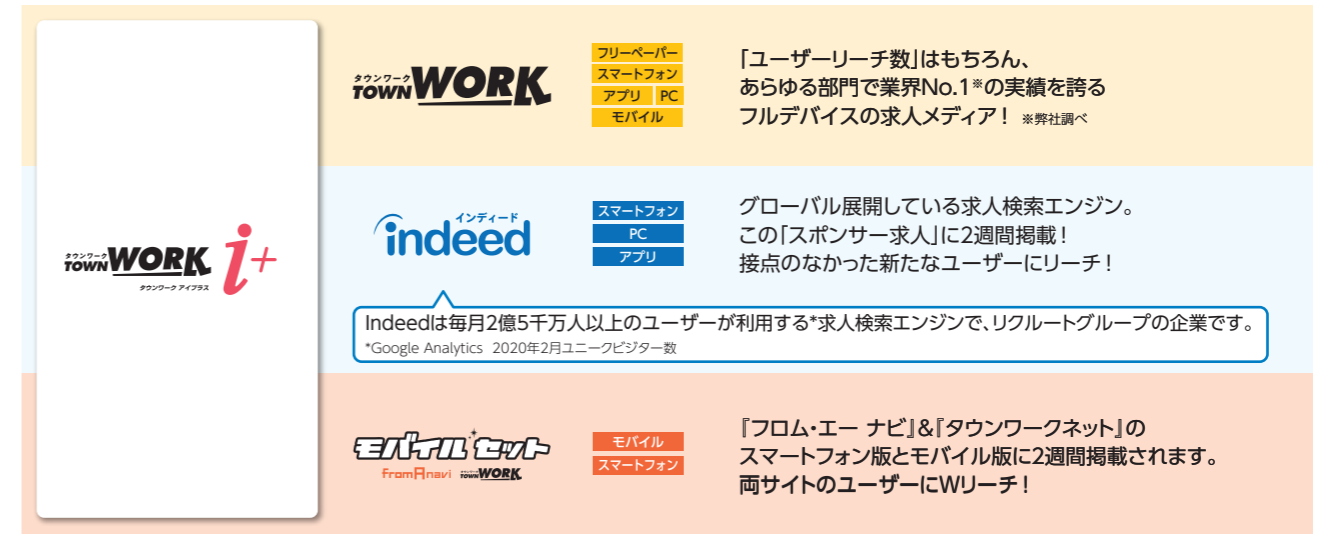 タウンワーク
TOWN WORK i+
タウンワーク アイプラス
タウンワーク
TOWN WORK
フリーペーパー
スマートフォン
アプリ PC
モバイル
「ユーザーリーチ数」はもちろん、
あらゆる部門で業界No.1※の実績を誇る
フルデバイスの求人メディア！ ※弊社調べ
インディード
indeed
スマートフォン
PC
アプリ
グローバル展開している求人検索エンジン。
この「スポンサー求人」に2週間掲載！
接点のなかった新たなユーザーにリーチ！
Indeedは毎月2億5千万人以上のユーザーが利用する*求人検索エンジンで、リクルートグループの企業です。
*Google Analytics 2020年2月ユニークビジター数
モバイルセット
fromAnavi タウンワーク TOWN WORK
モバイル
スマートフォン
『フロム・エー ナビ』&『タウンワークネット』の
スマートフォン版とモバイル版に2週間掲載されます。
両サイトのユーザーにWリーチ！